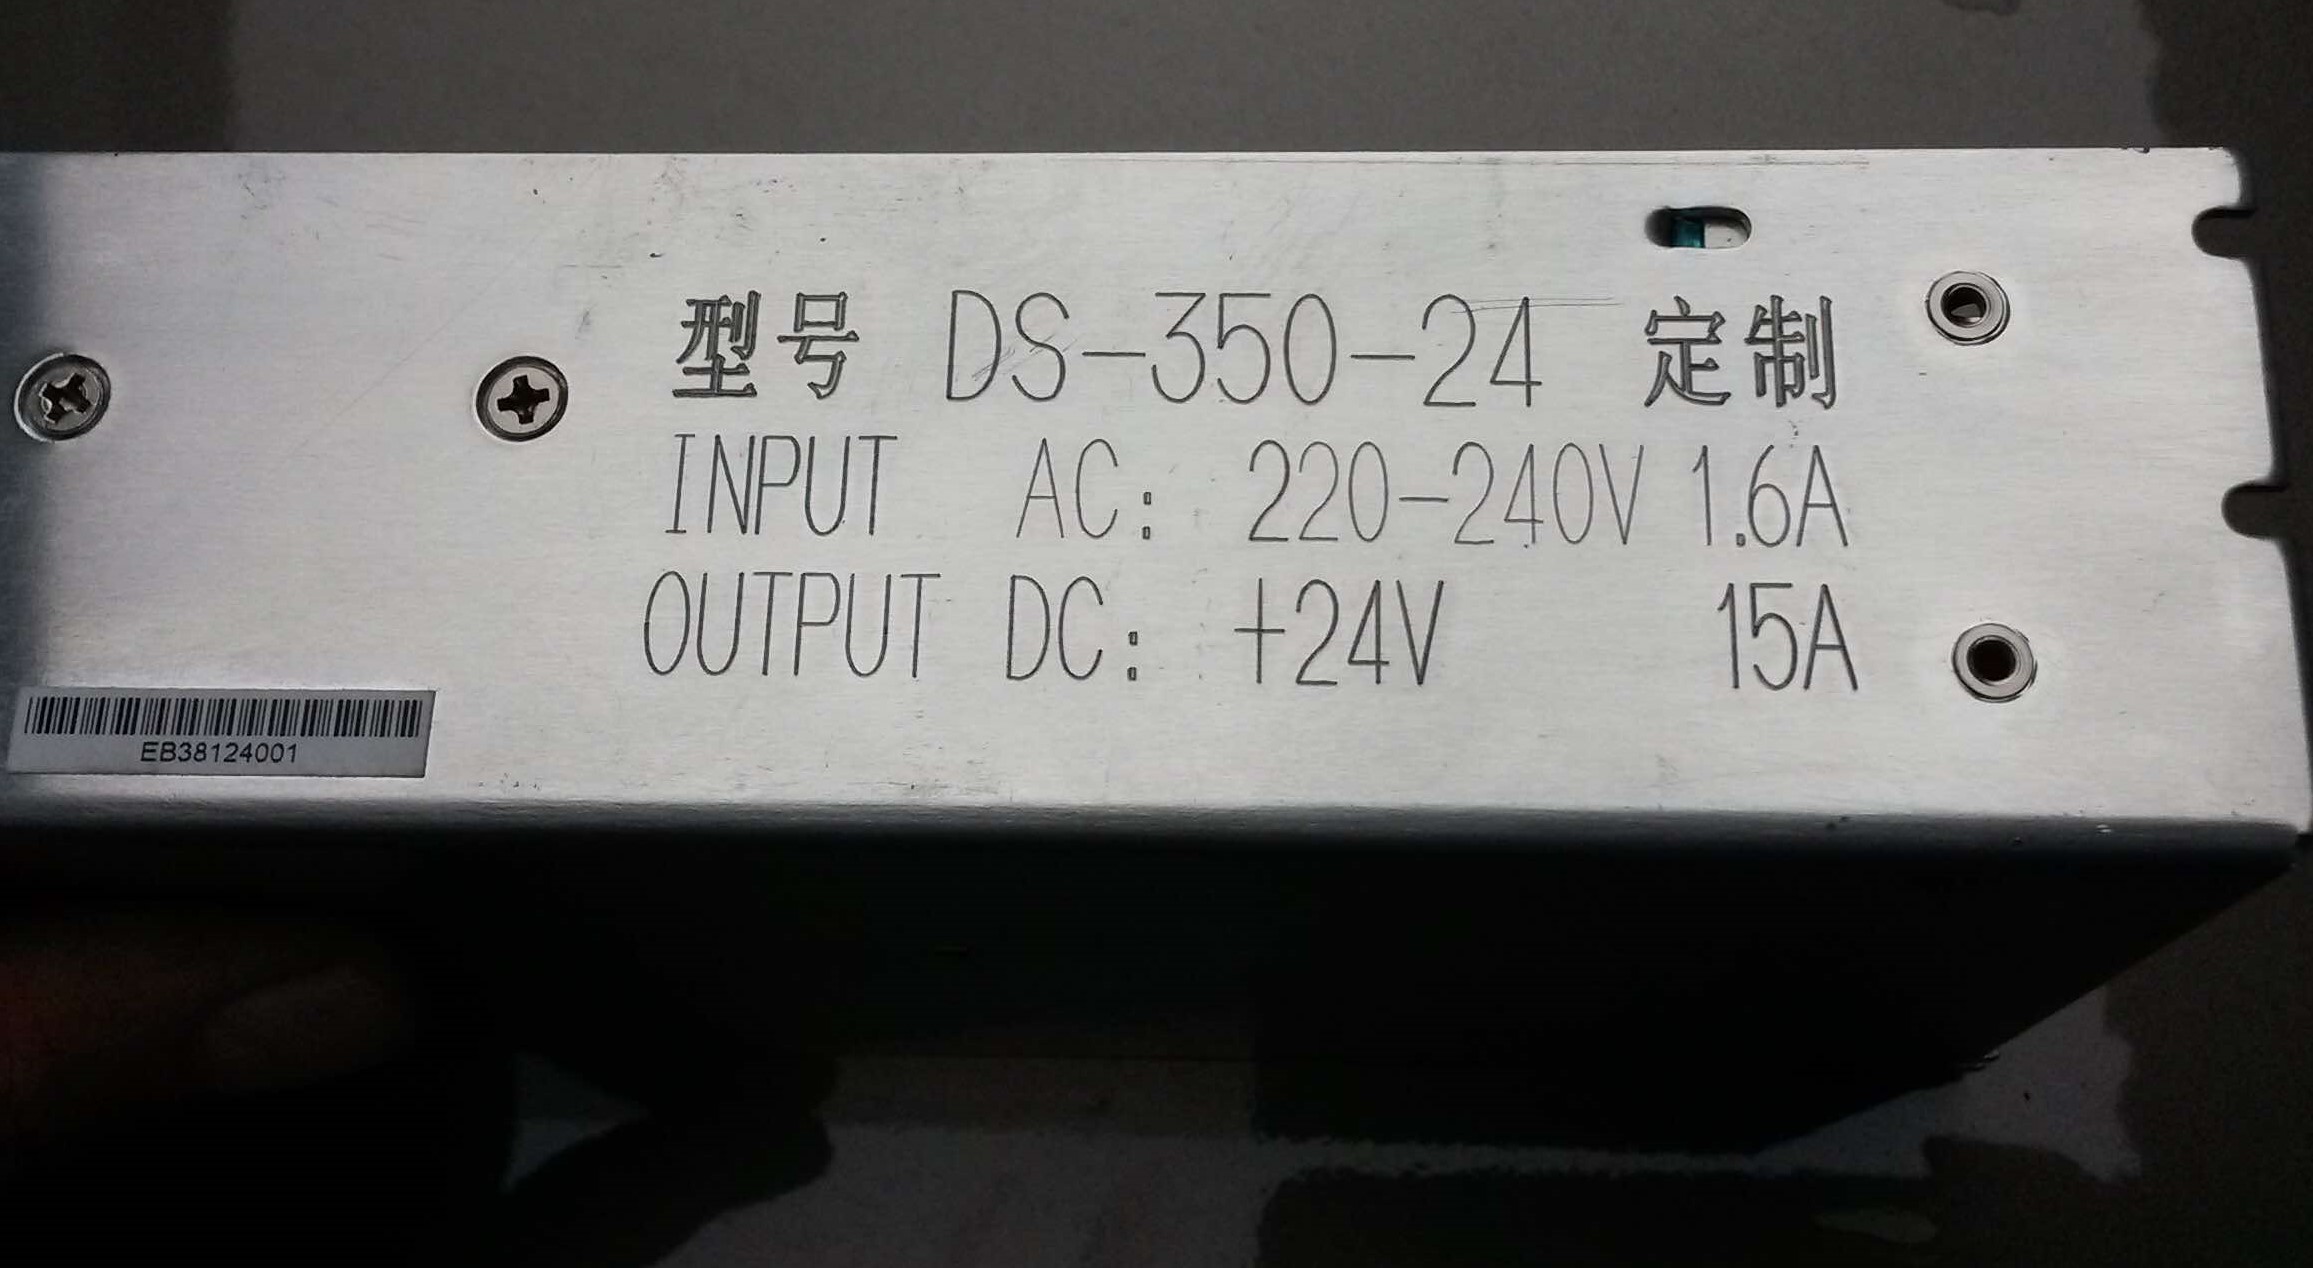 型号 DS-350-24 定制
INPUT AC: 220-240V 1.6A
OUTPUT DC: +24V 15A
EB38124001